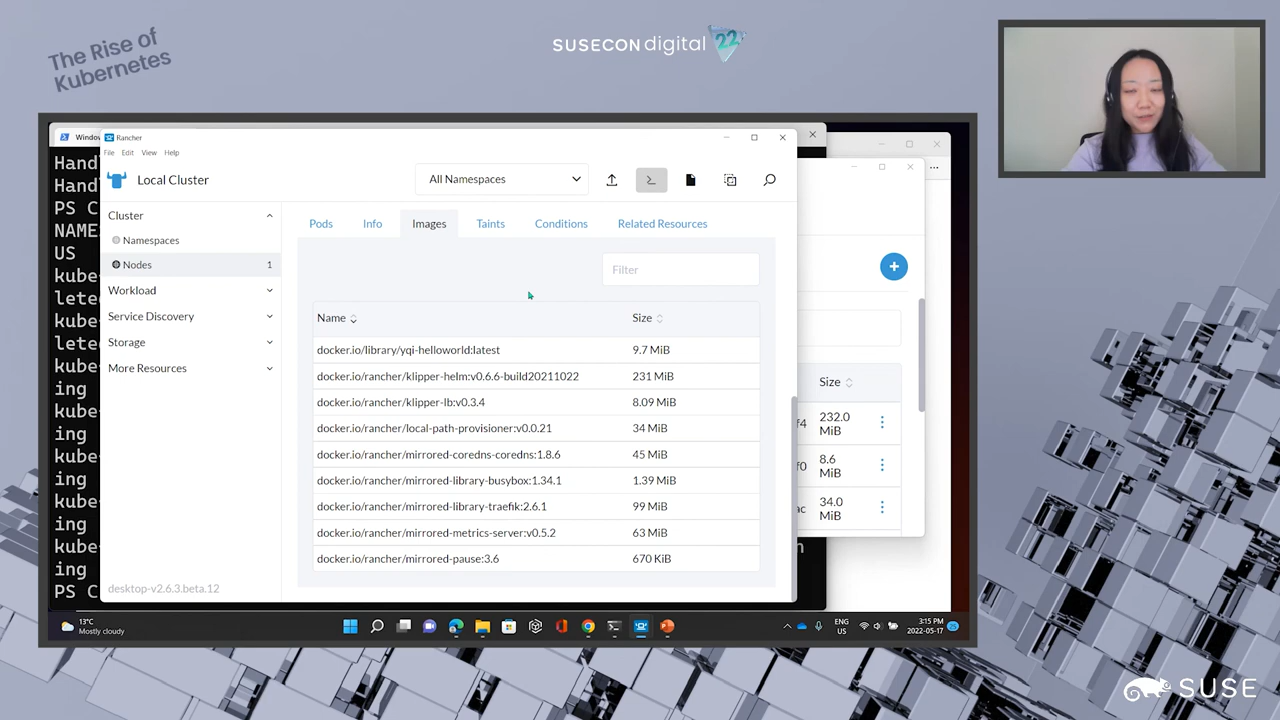 The Rise of
Kubernetes
SUSECON digital 22
Windo
Rancher
File Edit View Help
Local Cluster
All Namespaces
Cluster
Namespaces
Nodes 1
Workload
Service Discovery
Storage
More Resources
desktop-v2.6.3.beta.12
Pods Info Images Taints Conditions Related Resources
Filter
Name Size
docker.io/library/yqi-helloworld:latest 9.7 MiB
docker.io/rancher/klipper-helm:v0.6.6-build20211022 231 MiB
docker.io/rancher/klipper-lb:v0.3.4 8.09 MiB
docker.io/rancher/local-path-provisioner:v0.0.21 34 MiB
docker.io/rancher/mirrored-coredns-coredns:1.8.6 45 MiB
docker.io/rancher/mirrored-library-busybox:1.34.1 1.39 MiB
docker.io/rancher/mirrored-library-traefik:2.6.1 99 MiB
docker.io/rancher/mirrored-metrics-server:v0.5.2 63 MiB
docker.io/rancher/mirrored-pause:3.6 670 KiB
Hand
Hand
PS C
NAME
US
kube
lete
kube
lete
kube
ing
kube
ing
kube
ing
kube
ing
PS C
n
Size
f4 232.0
MiB
f0 8.6
MiB
ac 34.0
MiB
13°C
Mostly cloudy
ENG
US
3:15 PM
2022-05-17
SUSE